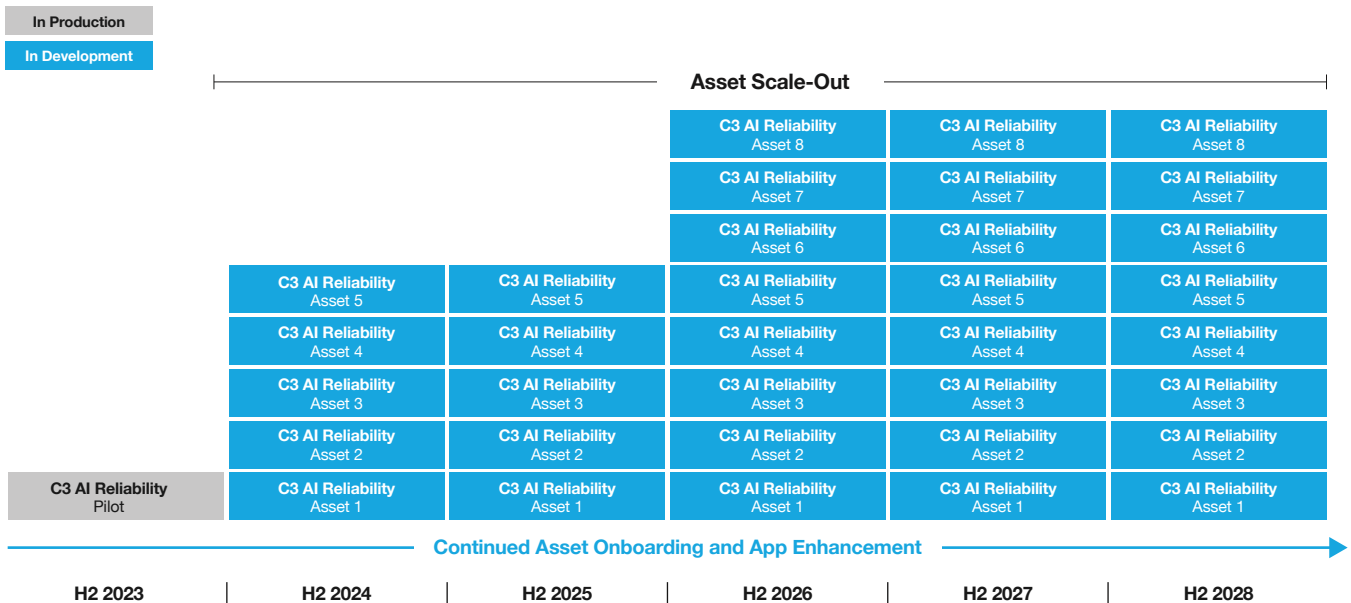 In Production
In Development
Asset Scale-Out
C3 AI Reliability C3 AI Reliability C3 AI Reliability
Asset 8 Asset 8 Asset 8
C3 AI Reliability C3 AI Reliability C3 AI Reliability
Asset 7 Asset 7 Asset 7
C3 AI Reliability C3 AI Reliability C3 AI Reliability
Asset 6 Asset 6 Asset 6
C3 AI Reliability C3 AI Reliability C3 AI Reliability C3 AI Reliability C3 AI Reliability
Asset 5 Asset 5 Asset 5 Asset 5 Asset 5
C3 AI Reliability C3 AI Reliability C3 AI Reliability C3 AI Reliability C3 AI Reliability
Asset 4 Asset 4 Asset 4 Asset 4 Asset 4
C3 AI Reliability C3 AI Reliability C3 AI Reliability C3 AI Reliability C3 AI Reliability
Asset 3 Asset 3 Asset 3 Asset 3 Asset 3
C3 AI Reliability C3 AI Reliability C3 AI Reliability C3 AI Reliability C3 AI Reliability
Asset 2 Asset 2 Asset 2 Asset 2 Asset 2
C3 AI Reliability C3 AI Reliability C3 AI Reliability C3 AI Reliability C3 AI Reliability C3 AI Reliability
Pilot Asset 1 Asset 1 Asset 1 Asset 1 Asset 1
Continued Asset Onboarding and App Enhancement
H2 2023 H2 2024 H2 2025 H2 2026 H2 2027 H2 2028